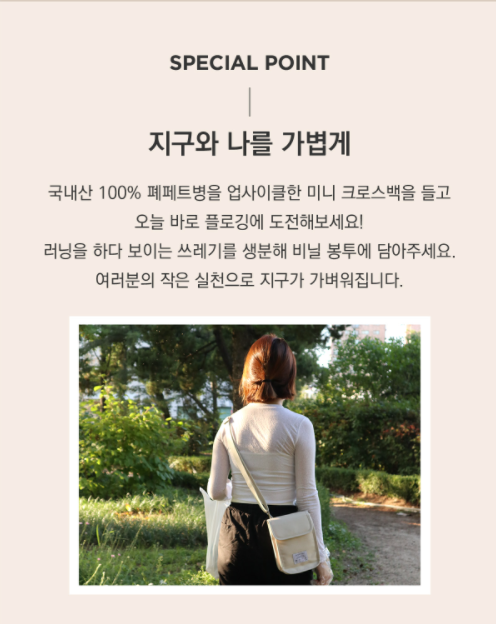 SPECIAL POINT
지구와 나를 가볍게
국내산 100% 폐페트병을 업사이클한 미니 크로스백을 들고
오늘 바로 플로깅에 도전해보세요!
러닝을 하다 보이는 쓰레기를 생분해 비닐 봉투에 담아주세요.
여러분의 작은 실천으로 지구가 가벼워집니다.